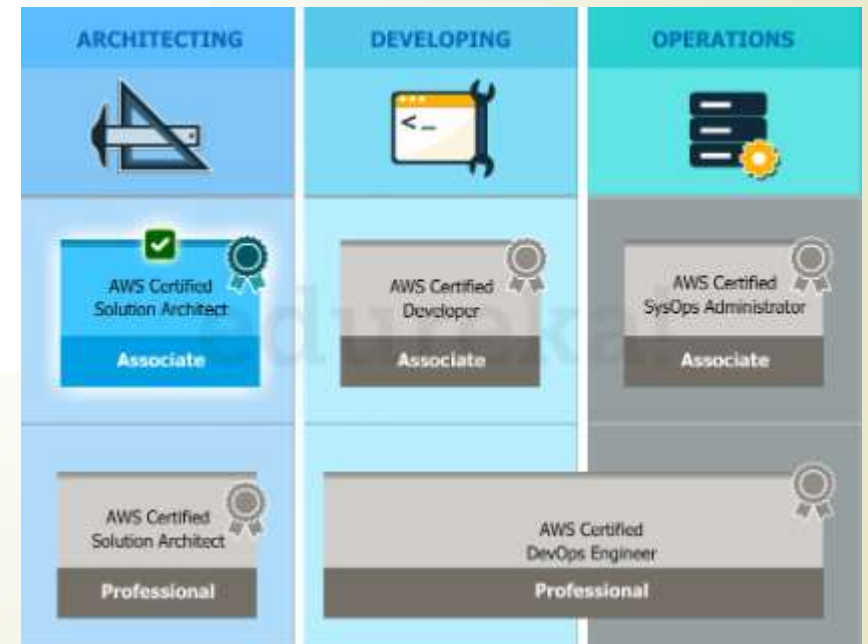 ARCHITECTING
DEVELOPING
OPERATIONS
<_
AWS Certified
Solution Architect
Associate
AWS Certified
Developer
Associate
AWS Certified
SysOps Administrator
Associate
edureka!
AWS Certified
Solution Architect
Professional
AWS Certified
DevOps Engineer
Professional